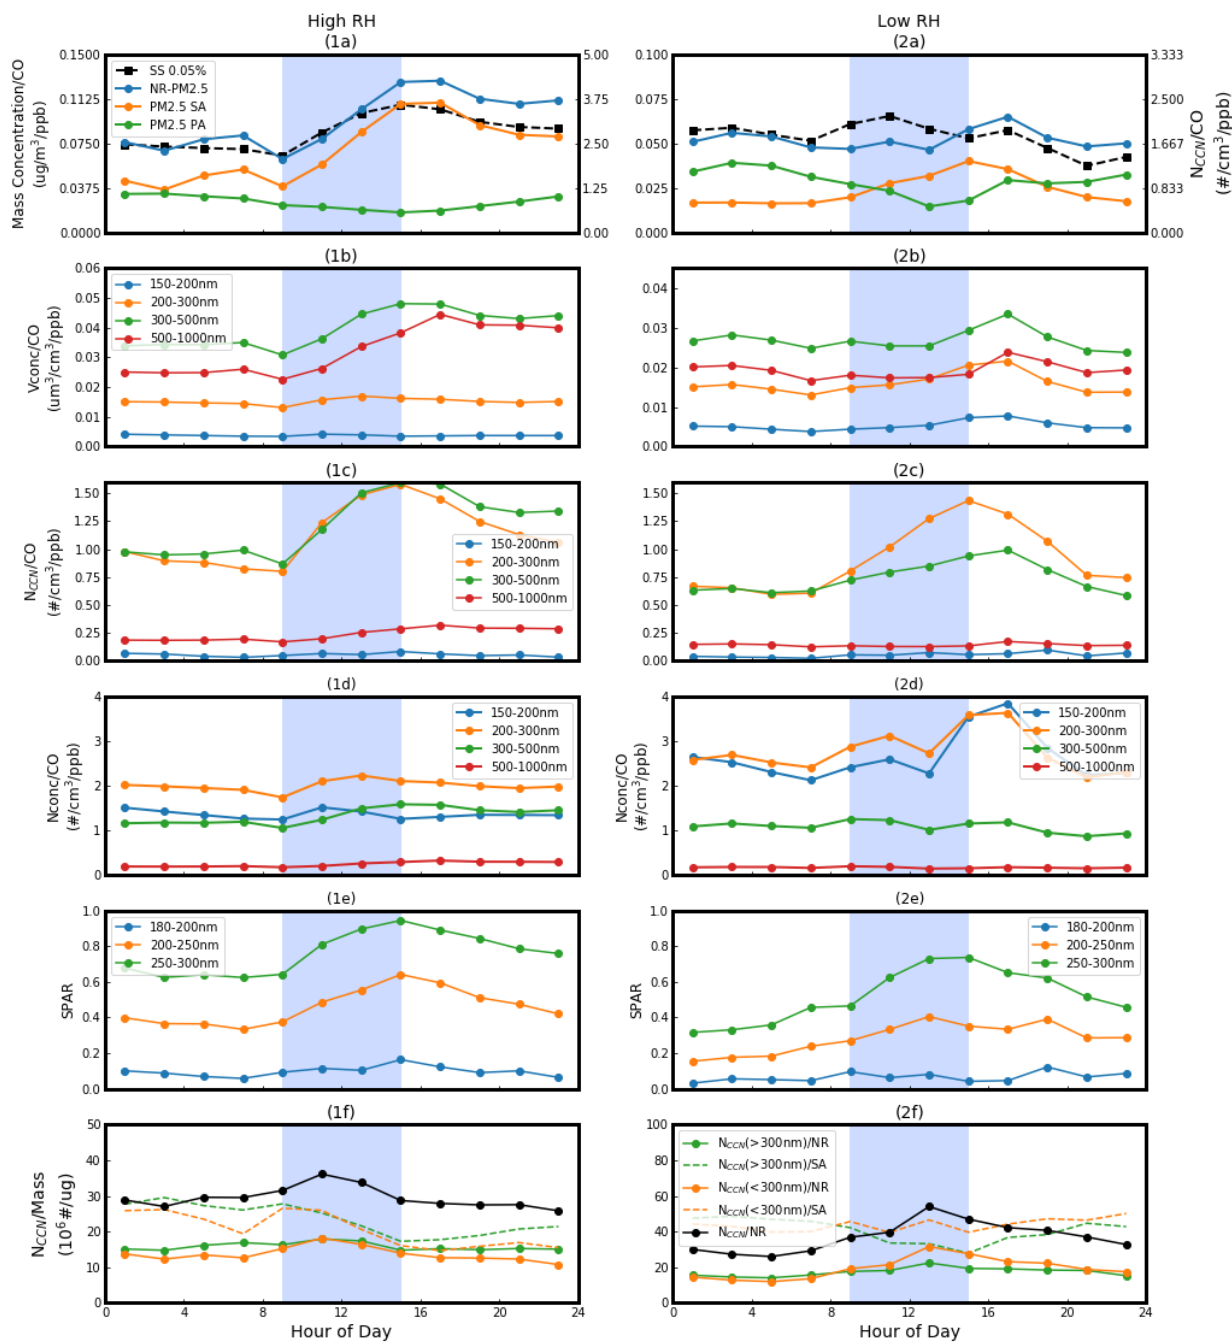 High RH
Low RH
(1a)
(2a)
Mass Concentration/CO
(ug/m³/ppb)
0.1500
0.1125
0.0750
0.0375
0.0000
SS 0.05%
NR-PM2.5
PM2.5 SA
PM2.5 PA
5.00
3.75
2.50
1.25
0.00
0.100
0.075
0.050
0.025
0.000
3.333
2.500
1.667
0.833
0.000
N_CCN/CO
(#/cm³/ppb)
(1b)
(2b)
Vconc/CO
(um³/cm³/ppb)
0.06
0.05
0.04
0.03
0.02
0.01
0.00
150-200nm
200-300nm
300-500nm
500-1000nm
0.04
0.03
0.02
0.01
0.00
(1c)
(2c)
N_CCN/CO
(#/cm³/ppb)
1.50
1.25
1.00
0.75
0.50
0.25
0.00
150-200nm
200-300nm
300-500nm
500-1000nm
1.50
1.25
1.00
0.75
0.50
0.25
0.00
(1d)
(2d)
Nconc/CO
(#/cm³/ppb)
4
3
2
1
0
150-200nm
200-300nm
300-500nm
500-1000nm
Nconc/CO
(#/cm³/ppb)
4
3
2
1
0
150-200nm
200-300nm
300-500nm
500-1000nm
(1e)
(2e)
SPAR
1.0
0.8
0.6
0.4
0.2
0.0
180-200nm
200-250nm
250-300nm
SPAR
1.0
0.8
0.6
0.4
0.2
0.0
180-200nm
200-250nm
250-300nm
(1f)
(2f)
N_CCN/Mass
(10⁶#/ug)
50
40
30
20
10
0
100
80
60
40
20
0
N_CCN(>300nm)/NR
N_CCN(>300nm)/SA
N_CCN(<300nm)/NR
N_CCN(<300nm)/SA
N_CCN/NR
0 4 8 12 16 20 24
0 4 8 12 16 20 24
Hour of Day
Hour of Day